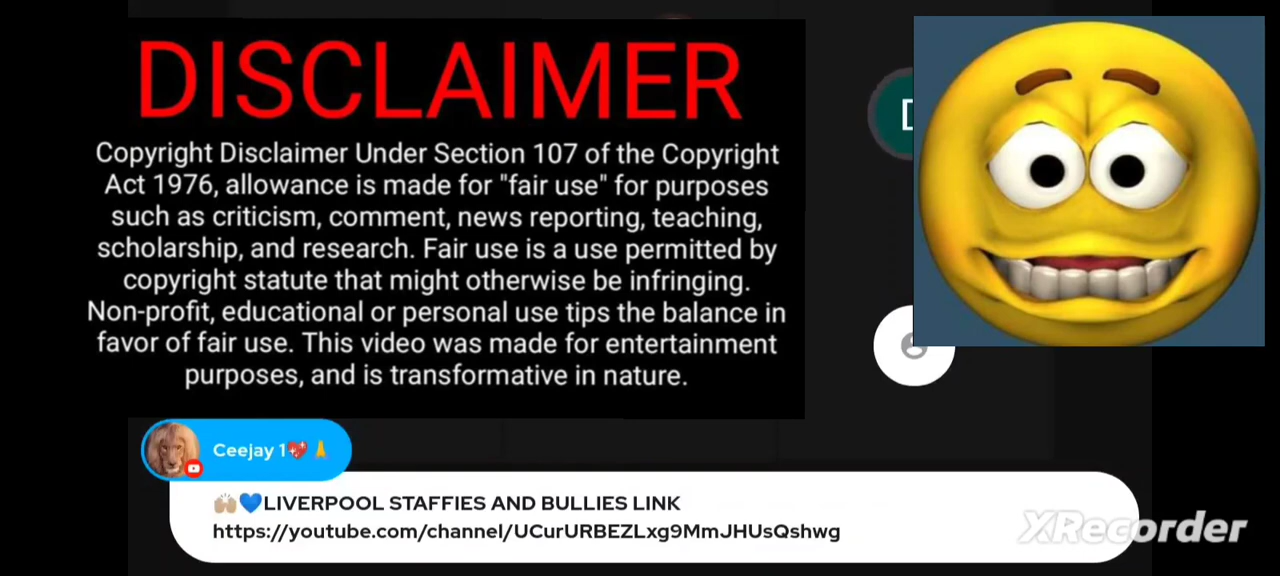 DISCLAIMER
Copyright Disclaimer Under Section 107 of the Copyright
Act 1976, allowance is made for "fair use" for purposes
such as criticism, comment, news reporting, teaching,
scholarship, and research. Fair use is a use permitted by
copyright statute that might otherwise be infringing.
Non-profit, educational or personal use tips the balance in
favor of fair use. This video was made for entertainment
purposes, and is transformative in nature.
Ceejay 1💖🙏
🙌🏼💙LIVERPOOL STAFFIES AND BULLIES LINK
https://youtube.com/channel/UCurURBEZLxg9MmJHUsQshwg
XRecorder